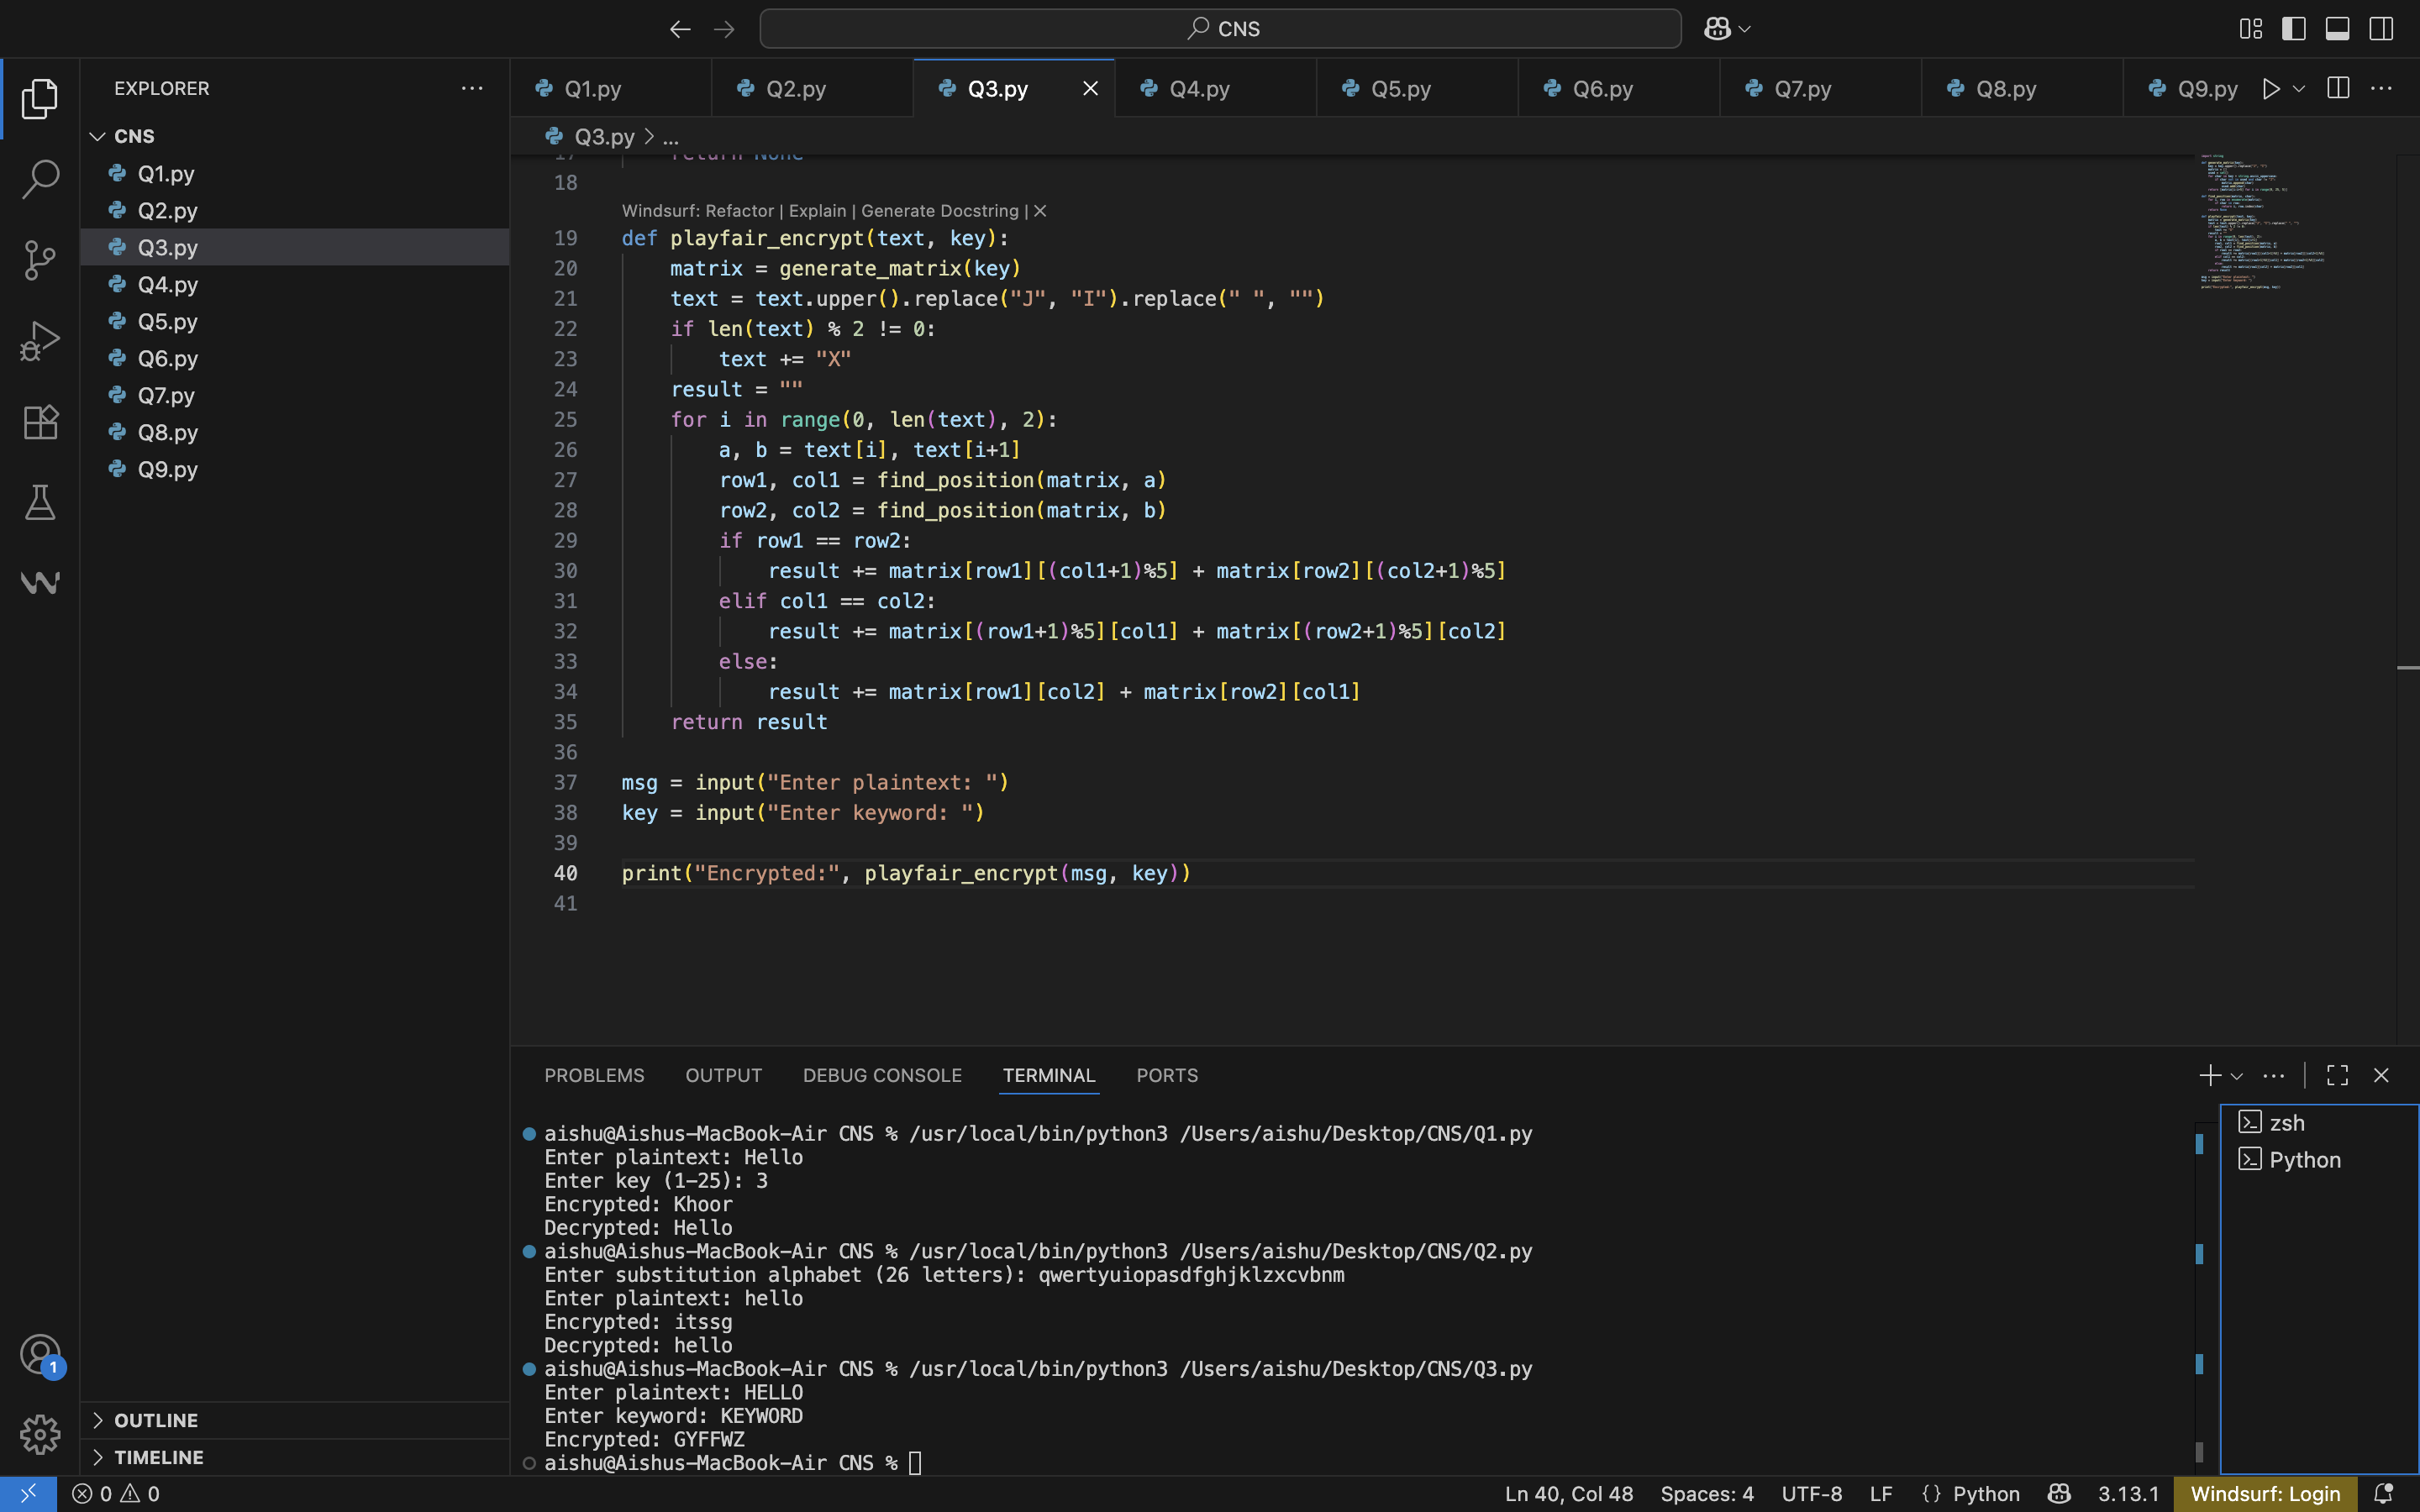 CNS
EXPLORER
Q1.py
Q2.py
Q3.py
Q4.py
Q5.py
Q6.py
Q7.py
Q8.py
Q9.py
CNS
Q1.py
Q2.py
Q3.py
Q4.py
Q5.py
Q6.py
Q7.py
Q8.py
Q9.py
OUTLINE
TIMELINE
1
Q3.py > ...
17 return None
18
Windsurf: Refactor | Explain | Generate Docstring | ×
19 def playfair_encrypt(text, key):
20 matrix = generate_matrix(key)
21 text = text.upper().replace("J", "I").replace(" ", "")
22 if len(text) % 2 != 0:
23 text += "X"
24 result = ""
25 for i in range(0, len(text), 2):
26 a, b = text[i], text[i+1]
27 row1, col1 = find_position(matrix, a)
28 row2, col2 = find_position(matrix, b)
29 if row1 == row2:
30 result += matrix[row1][(col1+1)%5] + matrix[row2][(col2+1)%5]
31 elif col1 == col2:
32 result += matrix[(row1+1)%5][col1] + matrix[(row2+1)%5][col2]
33 else:
34 result += matrix[row1][col2] + matrix[row2][col1]
35 return result
36
37 msg = input("Enter plaintext: ")
38 key = input("Enter keyword: ")
39
40 print("Encrypted:", playfair_encrypt(msg, key))
41
PROBLEMS OUTPUT DEBUG CONSOLE TERMINAL PORTS
aishu@Aishus-MacBook-Air CNS % /usr/local/bin/python3 /Users/aishu/Desktop/CNS/Q1.py
Enter plaintext: Hello
Enter key (1-25): 3
Encrypted: Khoor
Decrypted: Hello
aishu@Aishus-MacBook-Air CNS % /usr/local/bin/python3 /Users/aishu/Desktop/CNS/Q2.py
Enter substitution alphabet (26 letters): qwertyuiopasdfghjklzxcvbnm
Enter plaintext: hello
Encrypted: itssg
Decrypted: hello
aishu@Aishus-MacBook-Air CNS % /usr/local/bin/python3 /Users/aishu/Desktop/CNS/Q3.py
Enter plaintext: HELLO
Enter keyword: KEYWORD
Encrypted: GYFFWZ
aishu@Aishus-MacBook-Air CNS %
zsh
Python
0 0
Ln 40, Col 48 Spaces: 4 UTF-8 LF {} Python 3.13.1 Windsurf: Login